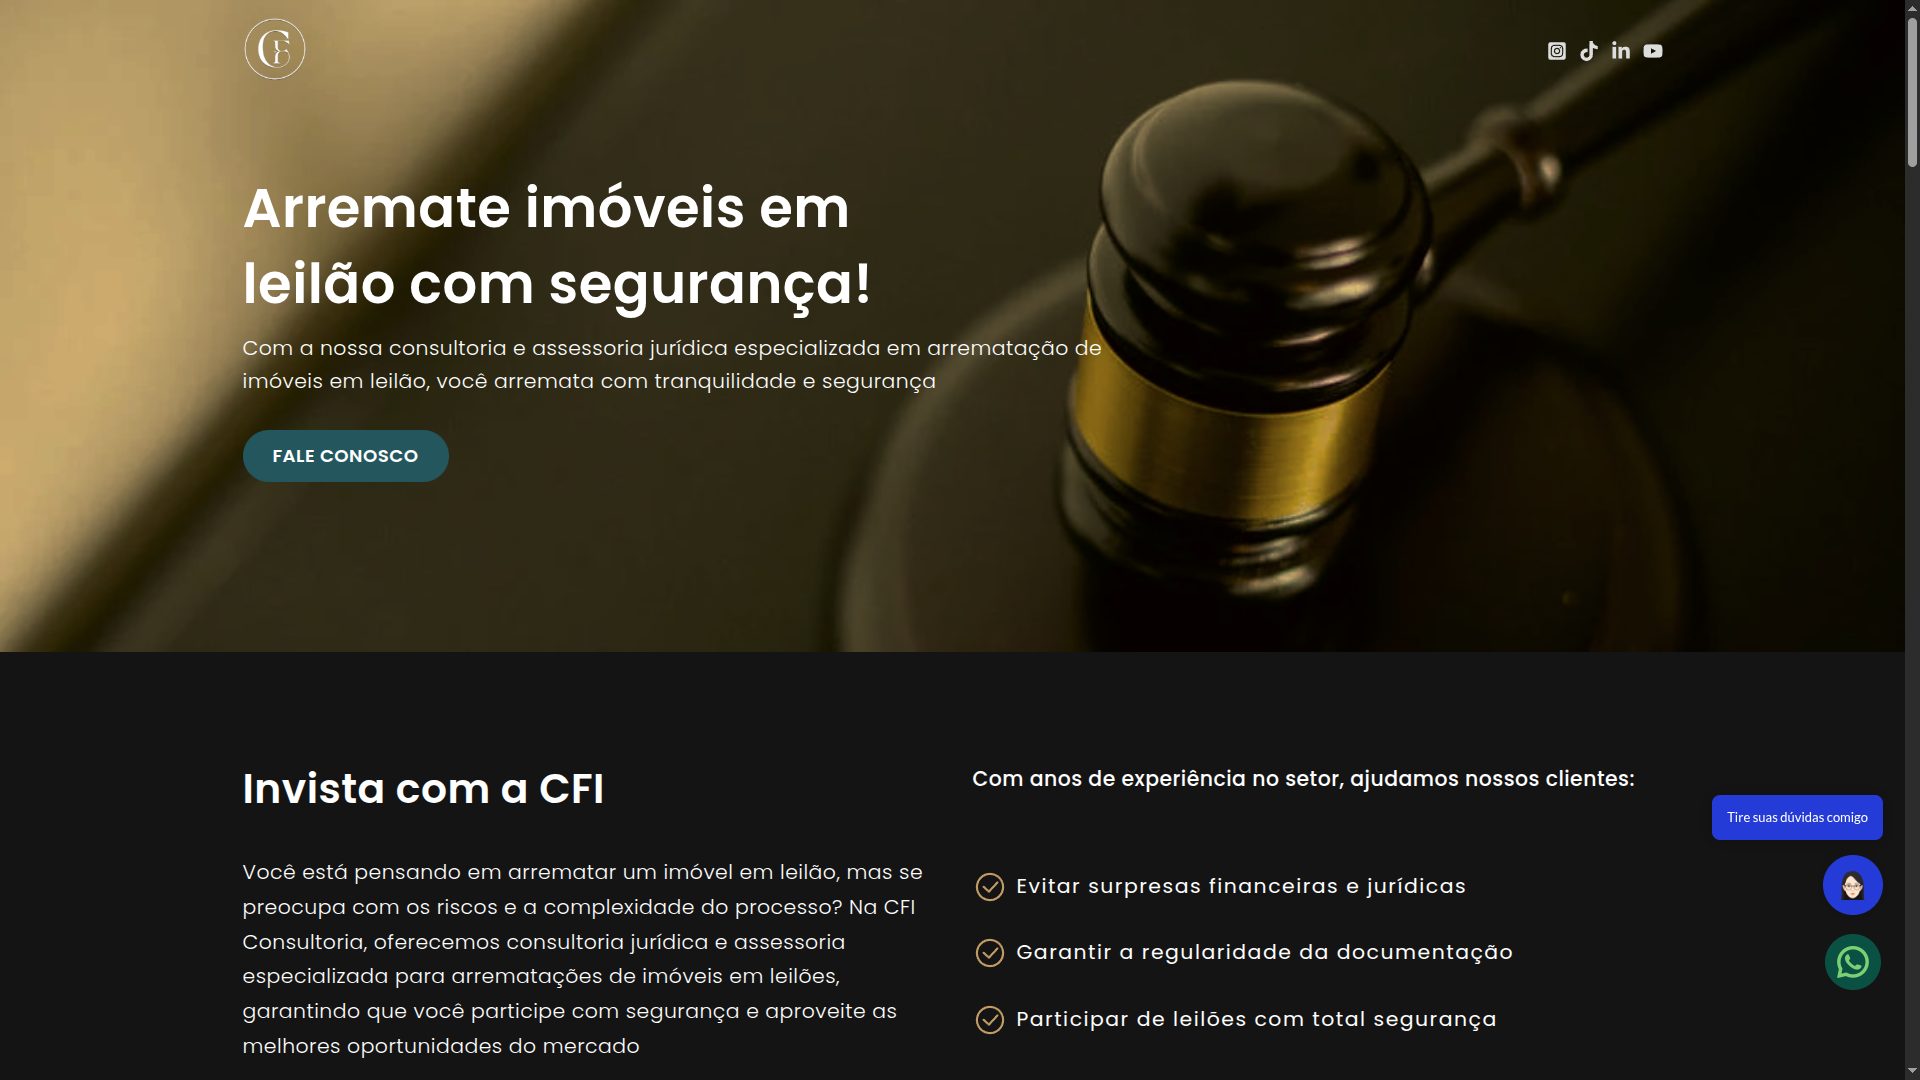 Arremate imóveis em
leilão com segurança!
Com a nossa consultoria e assessoria jurídica especializada em arrematação de
imóveis em leilão, você arremata com tranquilidade e segurança
FALE CONOSCO
Invista com a CFI
Você está pensando em arrematar um imóvel em leilão, mas se
preocupa com os riscos e a complexidade do processo? Na CFI
Consultoria, oferecemos consultoria jurídica e assessoria
especializada para arrematações de imóveis em leilões,
garantindo que você participe com segurança e aproveite as
melhores oportunidades do mercado
Com anos de experiência no setor, ajudamos nossos clientes:
Evitar surpresas financeiras e jurídicas
Garantir a regularidade da documentação
Participar de leilões com total segurança
Tire suas dúvidas comigo